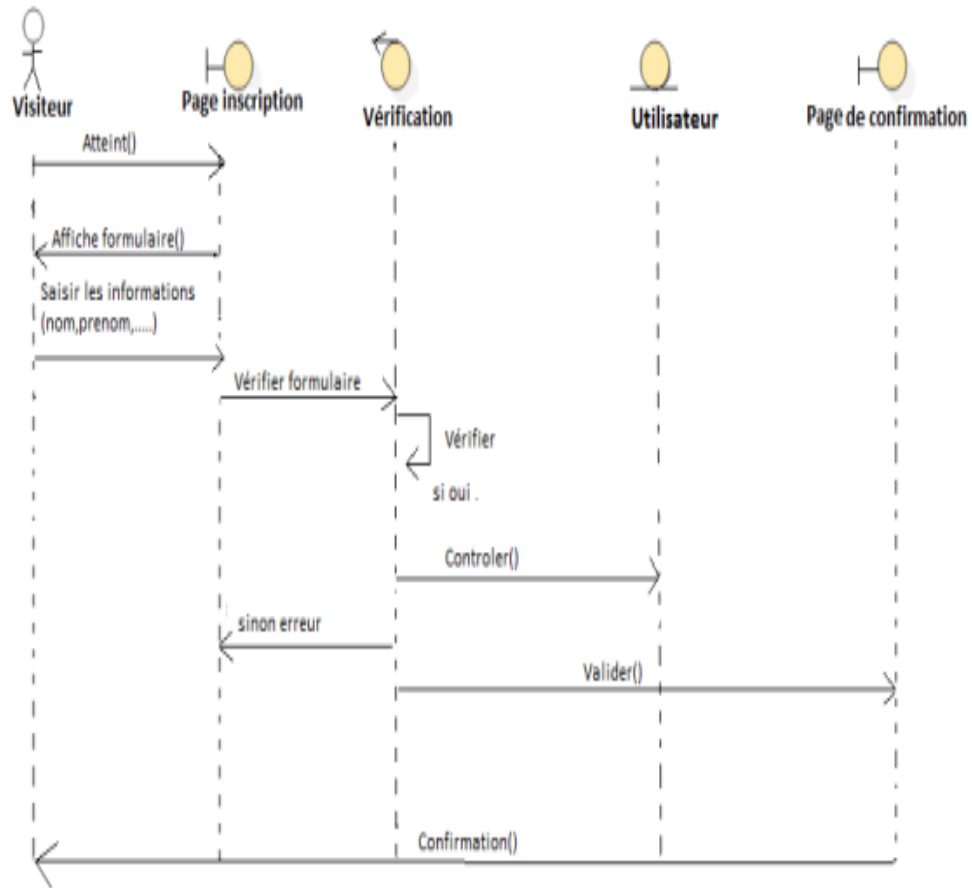 Visiteur
Page inscription
Vérification
Utilisateur
Page de confirmation
Atteint()
Affiche formulaire()
Saisir les informations
(nom,prenom,.....)
Vérifier formulaire
Vérifier
si oui .
Controler()
sinon erreur
Valider()
Confirmation()